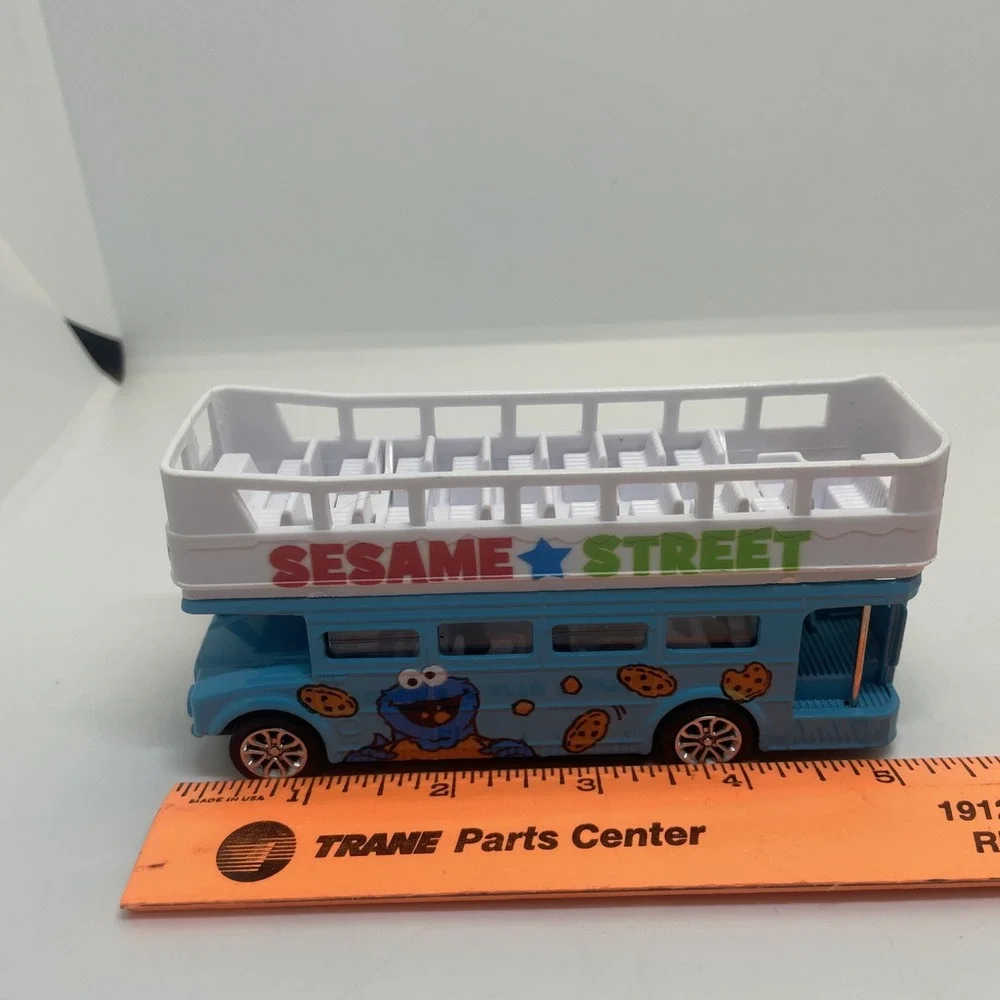 SESAME STREET
1 2 3 4 5
MADE IN USA
TRANE Parts Center
1912
R